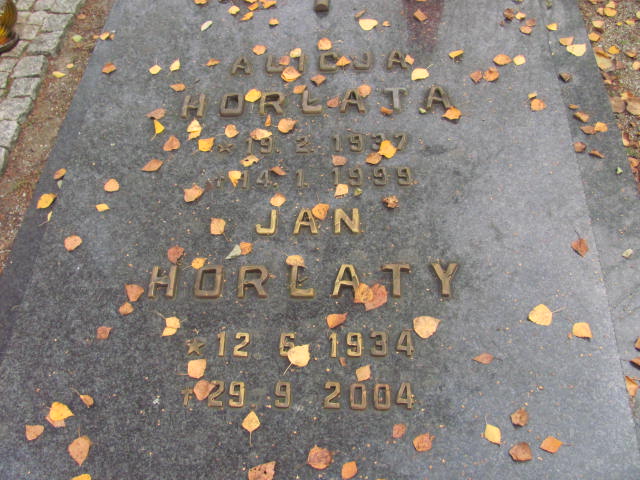 ALICJA
HORLATA
* 19. 2. 1937
† 14. 1. 1999
JAN
HORLATY
* 12 6 1934
† 29 9 2004